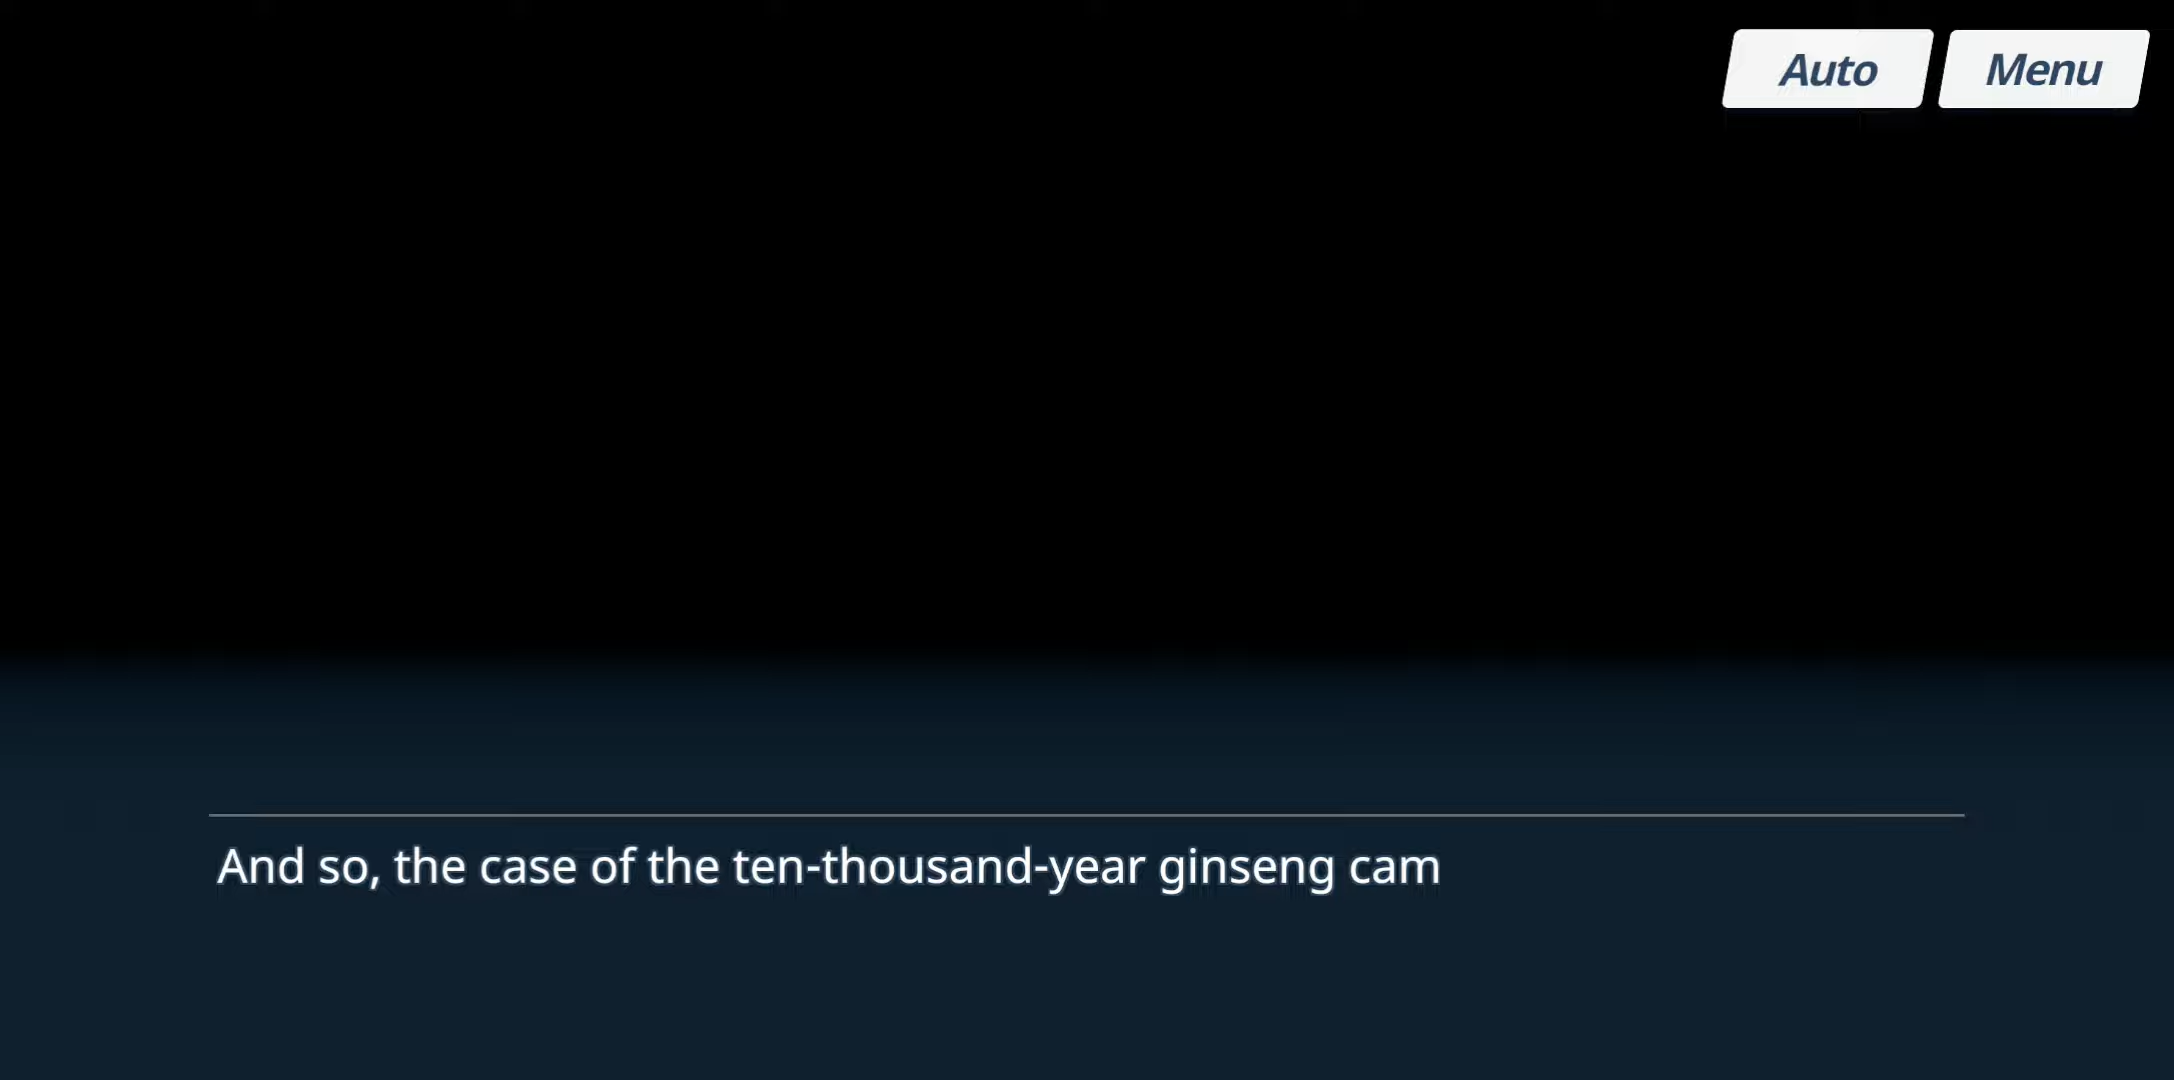 Auto Menu
And so, the case of the ten-thousand-year ginseng cam